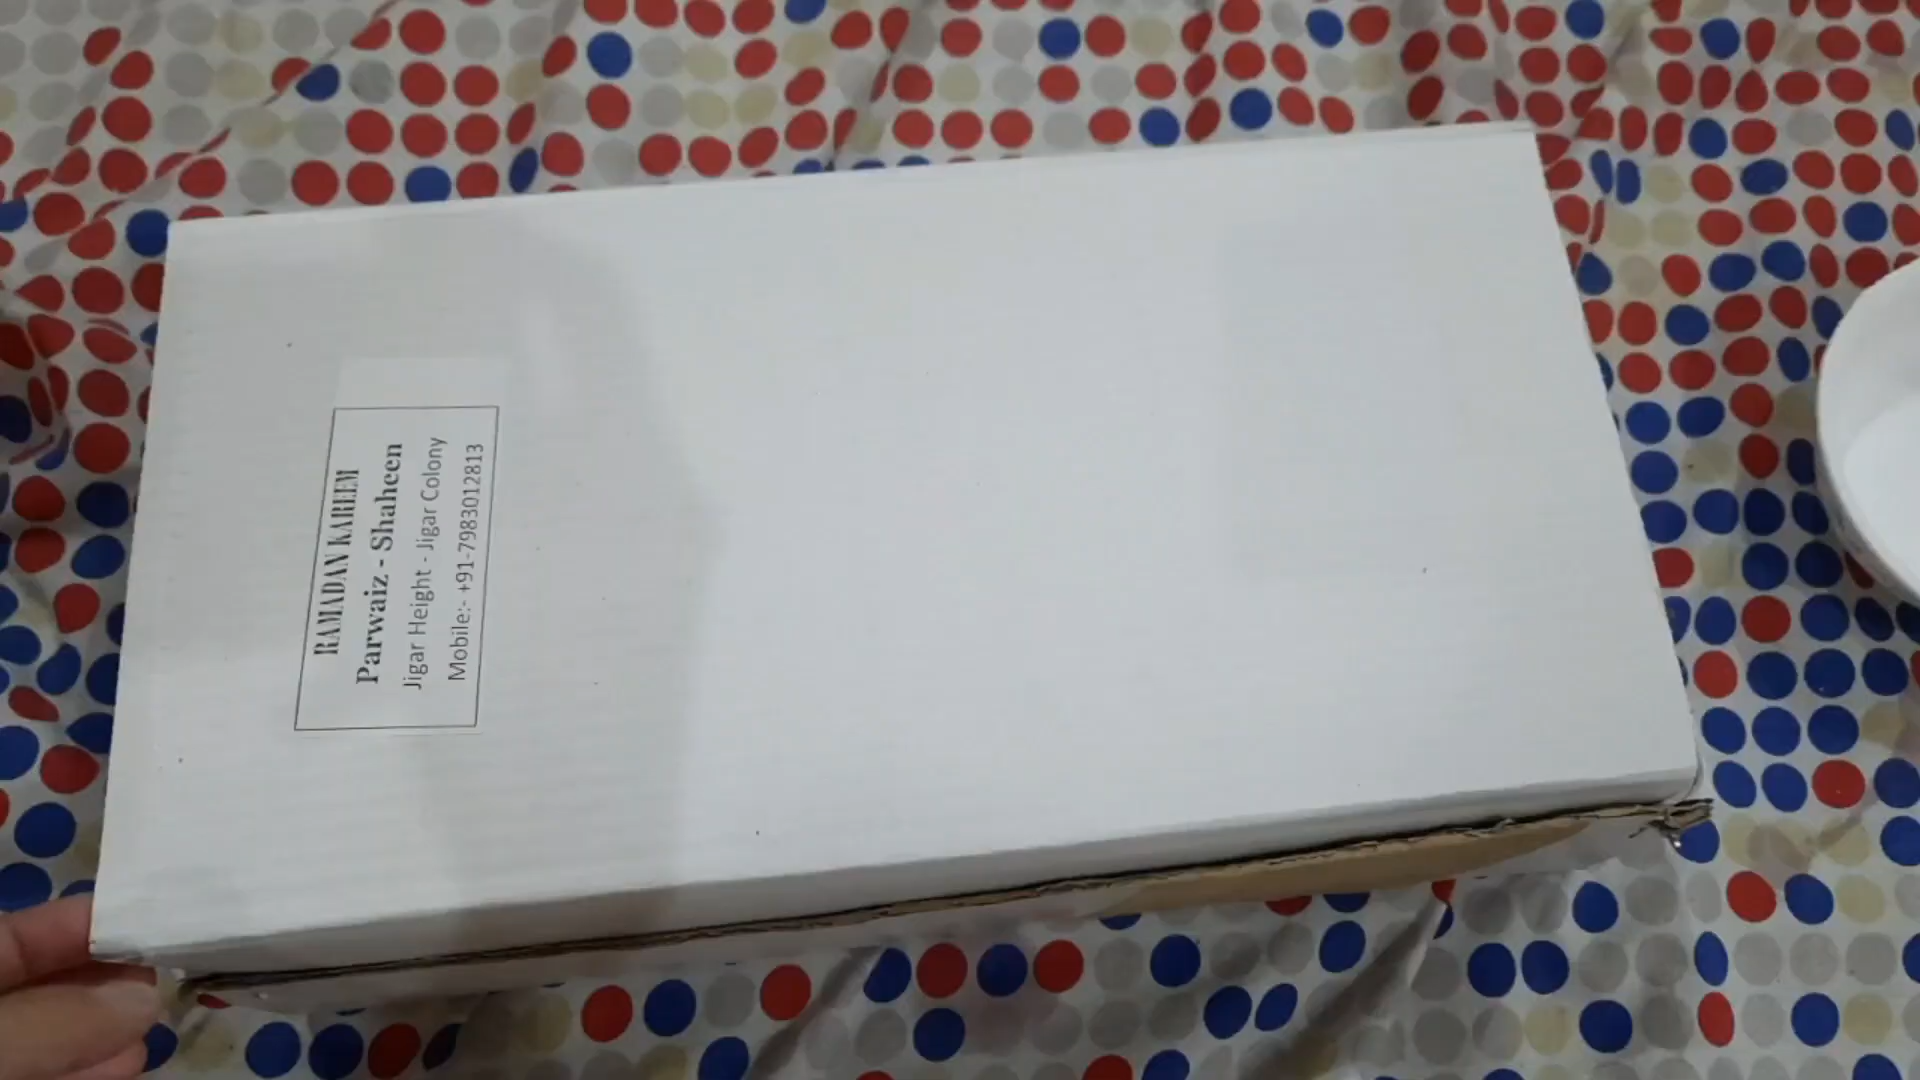 RAMADAN KAREEM
Parwaiz - Shaheen
Jigar Height - Jigar Colony
Mobile:- +91-7983012813